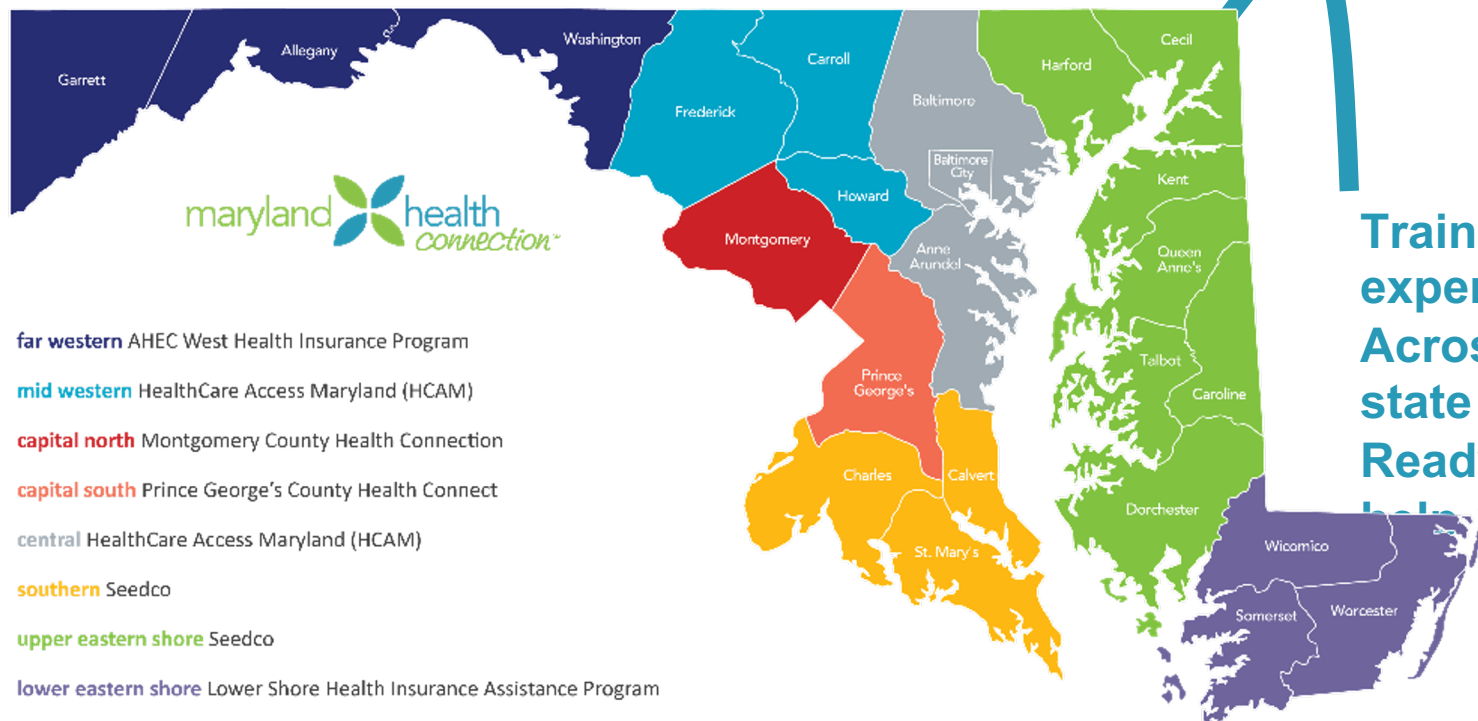 Garrett
Allegany
Washington
Frederick
Carroll
Baltimore
Baltimore
City
Harford
Cecil
Howard
Kent
Montgomery
Anne
Arundel
Queen
Anne's
Prince
George's
Talbot
Caroline
Charles
Calvert
St. Mary's
Dorchester
Wicomico
Somerset
Worcester
maryland health
connection
far western AHEC West Health Insurance Program
mid western HealthCare Access Maryland (HCAM)
capital north Montgomery County Health Connection
capital south Prince George's County Health Connect
central HealthCare Access Maryland (HCAM)
southern Seedco
upper eastern shore Seedco
lower eastern shore Lower Shore Health Insurance Assistance Program
Train
exper
Acros
state
Read